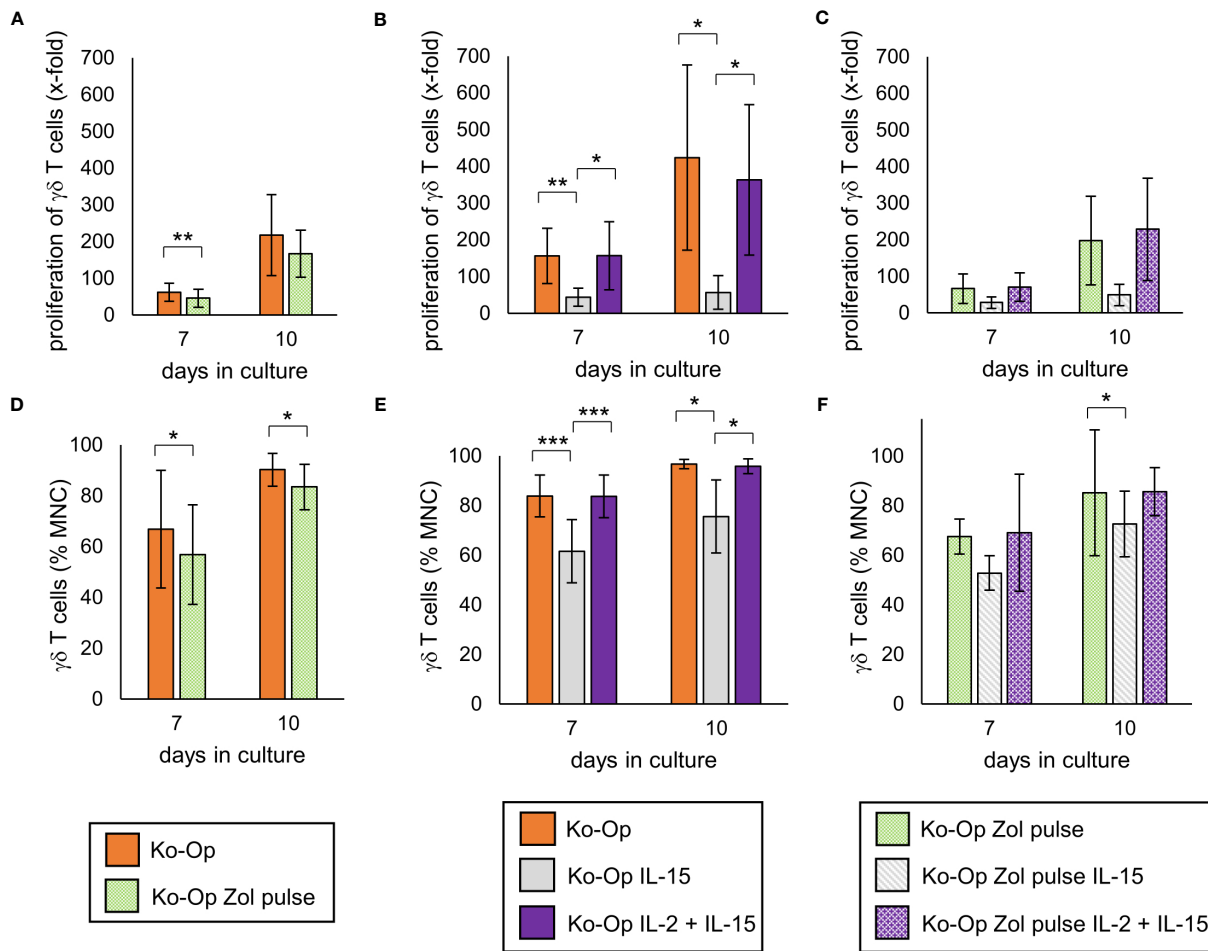 A
proliferation of γδ T cells (x-fold)
700
600
500
400
300
200
100
0
**
7
10
days in culture
B
proliferation of γδ T cells (x-fold)
700
600
500
400
300
200
100
0
**
*
*
*
7
10
days in culture
C
proliferation of γδ T cells (x-fold)
700
600
500
400
300
200
100
0
7
10
days in culture
D
γδ T cells (% MNC)
100
80
60
40
20
0
*
*
7
10
days in culture
E
γδ T cells (% MNC)
100
80
60
40
20
0
***
***
*
*
7
10
days in culture
F
γδ T cells (% MNC)
100
80
60
40
20
0
*
7
10
days in culture
Ko-Op
Ko-Op Zol pulse
Ko-Op
Ko-Op IL-15
Ko-Op IL-2 + IL-15
Ko-Op Zol pulse
Ko-Op Zol pulse IL-15
Ko-Op Zol pulse IL-2 + IL-15